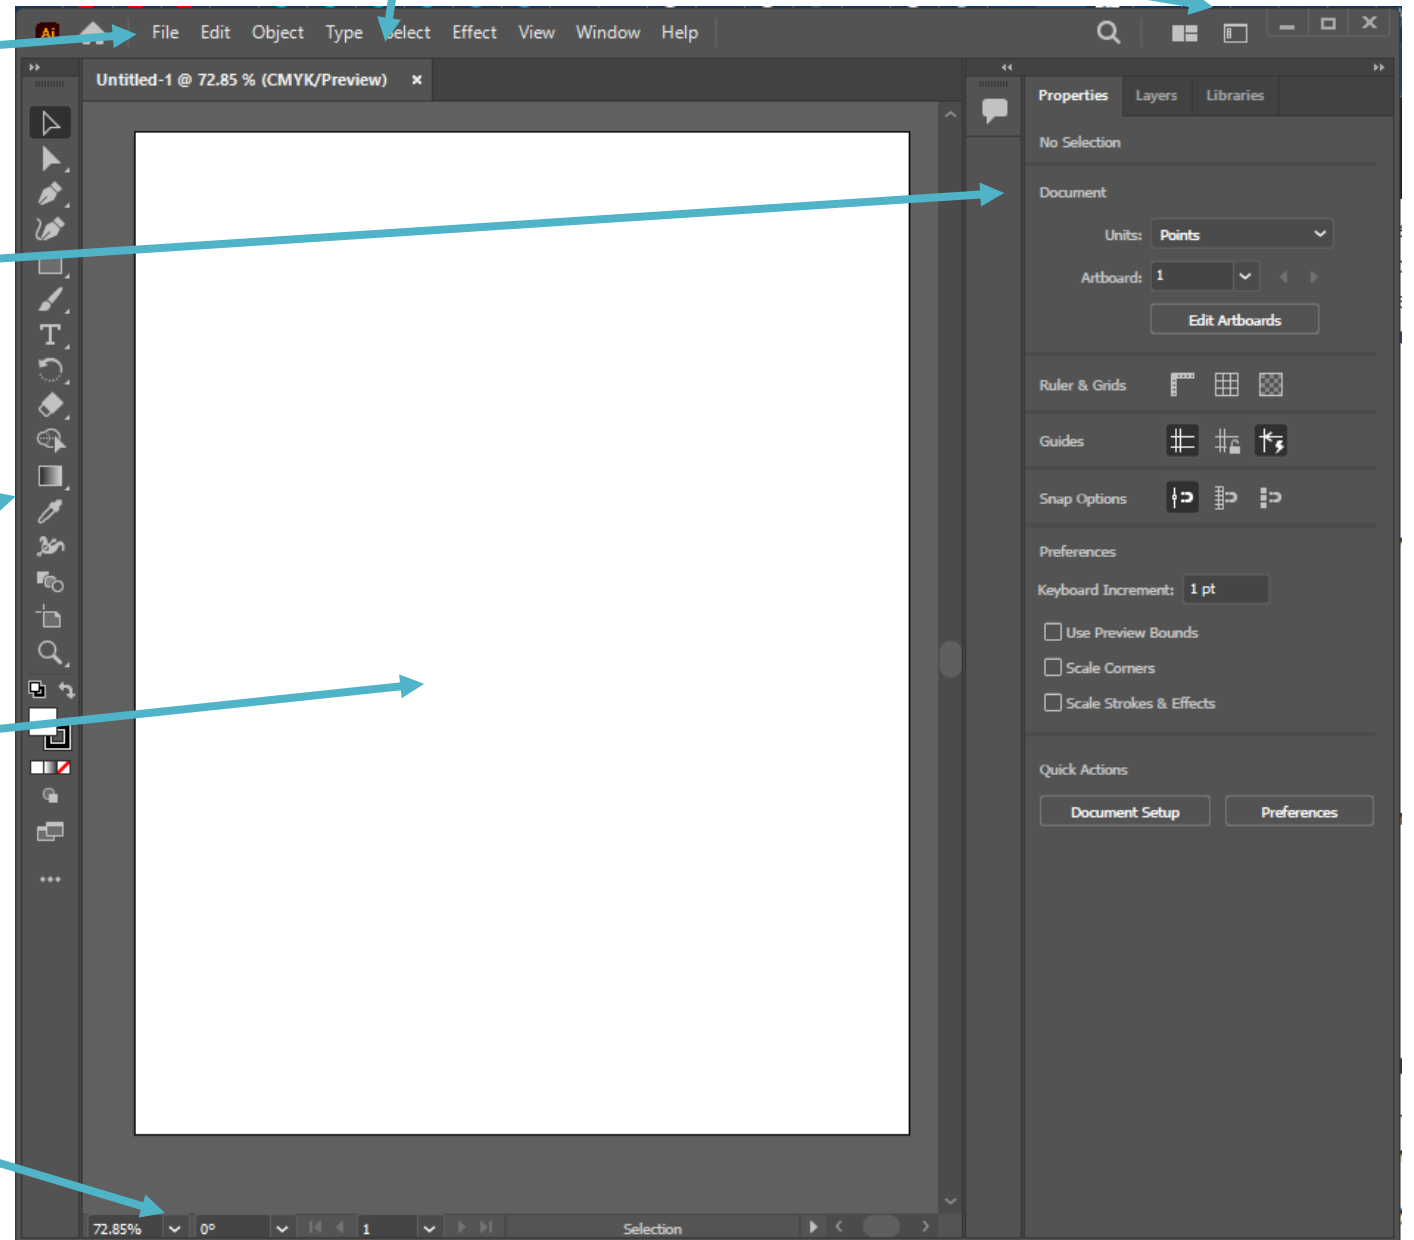 Ai File Edit Object Type Select Effect View Window Help
Untitled-1 @ 72.85 % (CMYK/Preview) ×
Properties Layers Libraries
No Selection
Document
Units: Points
Artboard: 1
Edit Artboards
Ruler & Grids
Guides
Snap Options
Preferences
Keyboard Increment: 1 pt
Use Preview Bounds
Scale Corners
Scale Strokes & Effects
Quick Actions
Document Setup Preferences
72.85% 0° 1 Selection